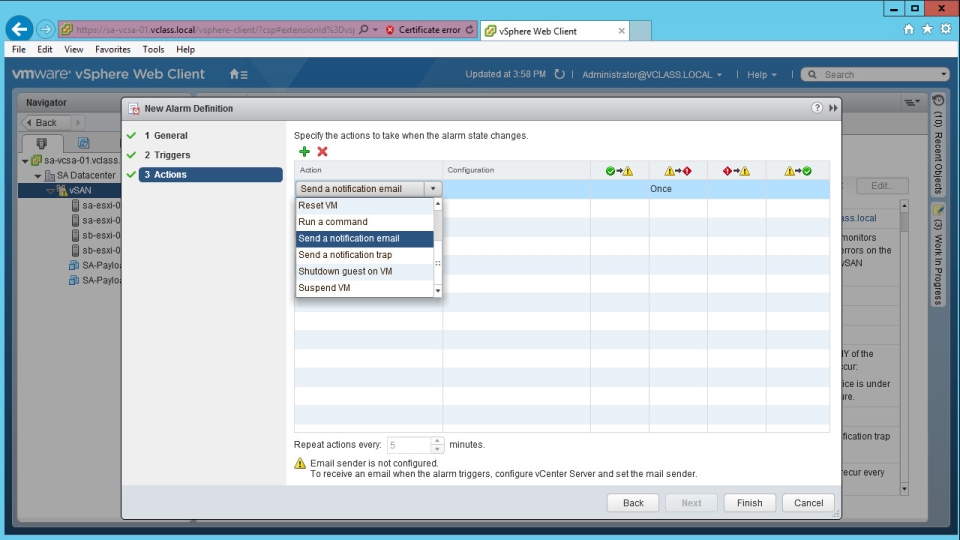 https://sa-vcsa-01.vclass.local/vsphere-client/?csp#extensionId%3Dvsp
Certificate error
vSphere Web Client
File Edit View Favorites Tools Help
vmware® vSphere Web Client
Updated at 3:58 PM
Administrator@VCLASS.LOCAL
Help
Search
Navigator
Back
sa-vcsa-01.vclass.
SA Datacenter
vSAN
sa-esxi-0
sa-esxi-0
sb-esxi-0
sb-esxi-0
SA-Paylo
SA-Paylo
New Alarm Definition
1 General
2 Triggers
3 Actions
Specify the actions to take when the alarm state changes.
Action Configuration
Send a notification email Once
Reset VM
Run a command
Send a notification email
Send a notification trap
Shutdown guest on VM
Suspend VM
Repeat actions every: 5 minutes.
Email sender is not configured.
To receive an email when the alarm triggers, configure vCenter Server and set the mail sender.
Back Next Finish Cancel
Edit...
ass.local
monitors
errors on the
vSAN
NY of the
ccur:
ice is under
ure.
fication trap
recur every
(10) Recent Objects
(3) Work In Progress